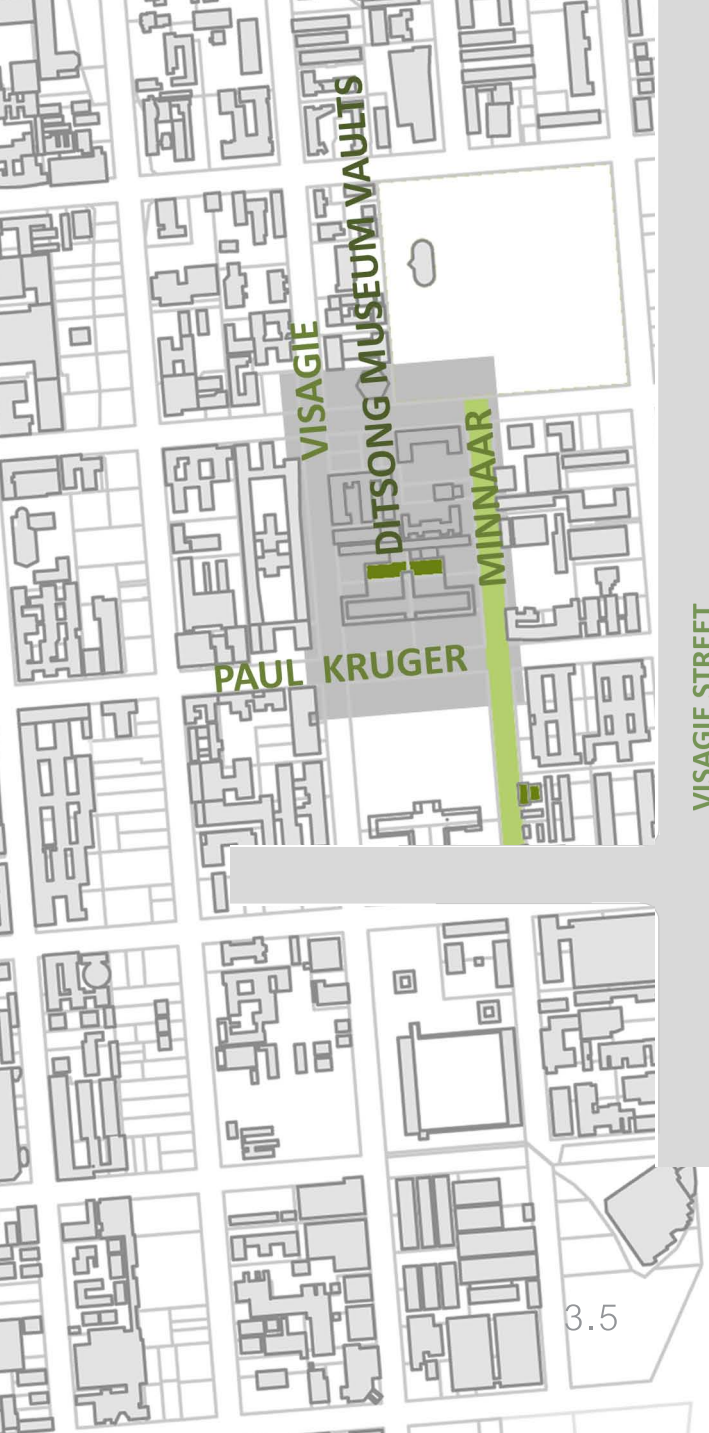 DITSONG MUSEUM VAULTS
VISAGIE
MINNAAR
PAUL KRUGER
VISAGIE STREET
3.5